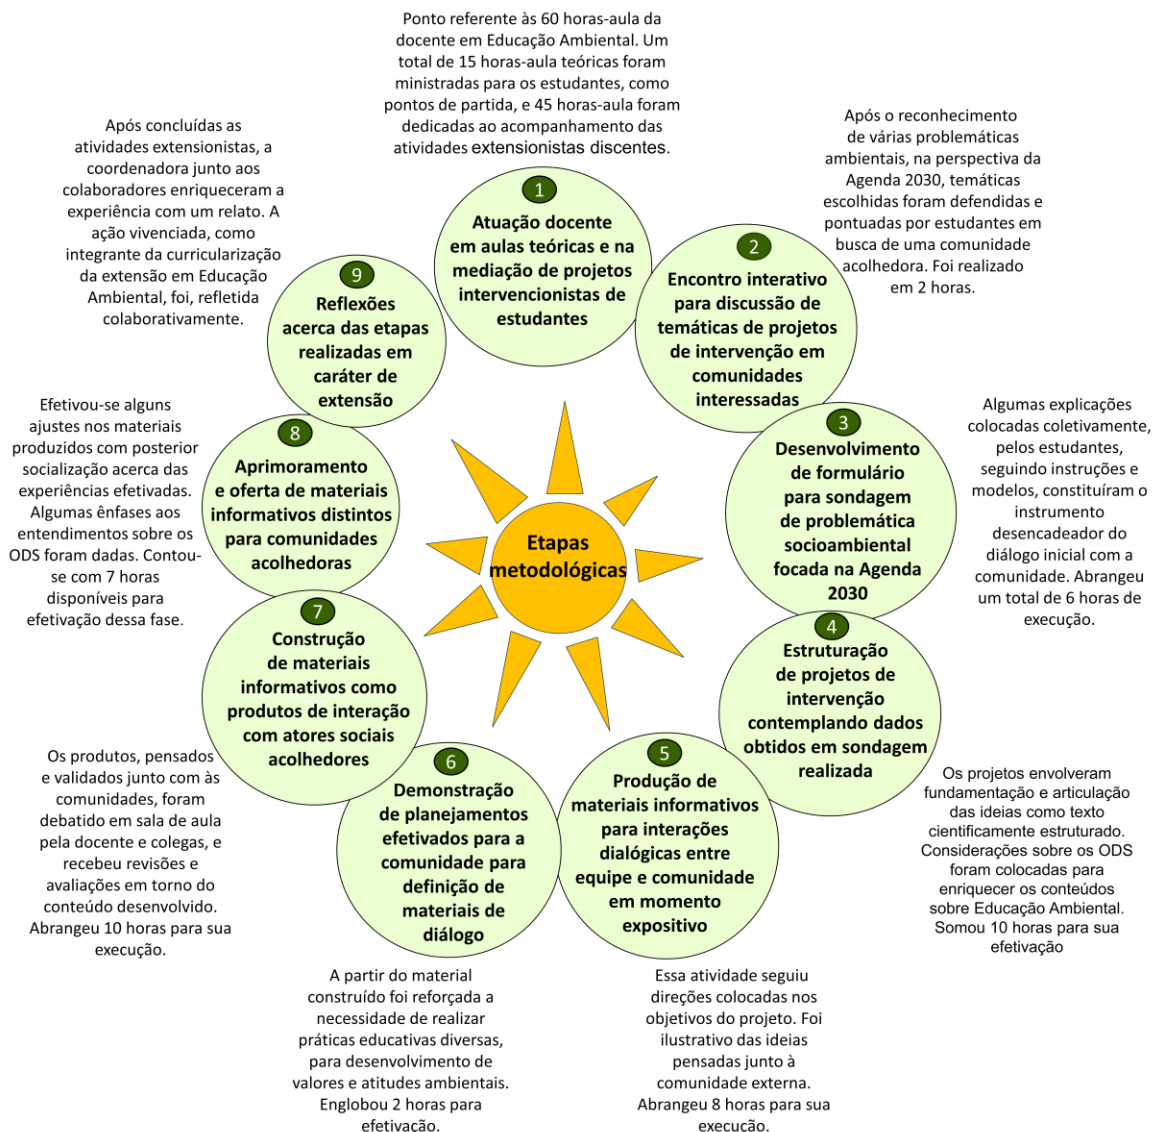 Ponto referente às 60 horas-aula da
docente em Educação Ambiental. Um
total de 15 horas-aula teóricas foram
ministradas para os estudantes, como
pontos de partida, e 45 horas-aula foram
dedicadas ao acompanhamento das
atividades extensionistas discentes.
1
Atuação docente
em aulas teóricas e na
mediação de projetos
intervencionistas de
estudantes
Após o reconhecimento
de várias problemáticas
ambientais, na perspectiva da
Agenda 2030, temáticas
escolhidas foram defendidas e
pontuadas por estudantes em
busca de uma comunidade
acolhedora. Foi realizado
em 2 horas.
2
Encontro interativo
para discussão de
temáticas de projetos
de intervenção em
comunidades
interessadas
3
Desenvolvimento
de formulário
para sondagem
de problemática
socioambiental
focada na Agenda
2030
Algumas explicações
colocadas coletivamente,
pelos estudantes,
seguindo instruções e
modelos, constituíram o
instrumento
desencadeador do
diálogo inicial com a
comunidade. Abrangeu
um total de 6 horas de
execução.
4
Estruturação
de projetos de
intervenção
contemplando dados
obtidos em sondagem
realizada
Os projetos envolveram
fundamentação e articulação
das ideias como texto
cientificamente estruturado.
Considerações sobre os ODS
foram colocadas para
enriquecer os conteúdos
sobre Educação Ambiental.
Somou 10 horas para sua
efetivação
5
Produção de
materiais informativos
para interações
dialógicas entre
equipe e comunidade
em momento
expositivo
Essa atividade seguiu
direções colocadas nos
objetivos do projeto. Foi
ilustrativo das ideias
pensadas junto à
comunidade externa.
Abrangeu 8 horas para sua
execução.
6
Demonstração
de planejamentos
efetivados para a
comunidade para
definição de
materiais de
diálogo
A partir do material
construído foi reforçada a
necessidade de realizar
práticas educativas diversas,
para desenvolvimento de
valores e atitudes ambientais.
Englobou 2 horas para
efetivação.
7
Construção
de materiais
informativos como
produtos de interação
com atores sociais
acolhedores
Os produtos, pensados
e validados junto com às
comunidades, foram
debatido em sala de aula
pela docente e colegas, e
recebeu revisões e
avaliações em torno do
conteúdo desenvolvido.
Abrangeu 10 horas para sua
execução.
8
Aprimoramento
e oferta de materiais
informativos distintos
para comunidades
acolhedoras
Efetivou-se alguns
ajustes nos materiais
produzidos com posterior
socialização acerca das
experiências efetivadas.
Algumas ênfases aos
entendimentos sobre os
ODS foram dadas. Contou-
se com 7 horas
disponíveis para
efetivação dessa fase.
9
Reflexões
acerca das etapas
realizadas em
caráter de
extensão
Após concluídas as
atividades extensionistas, a
coordenadora junto aos
colaboradores enriqueceram a
experiência com um relato. A
ação vivenciada, como
integrante da curricularização
da extensão em Educação
Ambiental, foi, refletida
colaborativamente.
Etapas
metodológicas